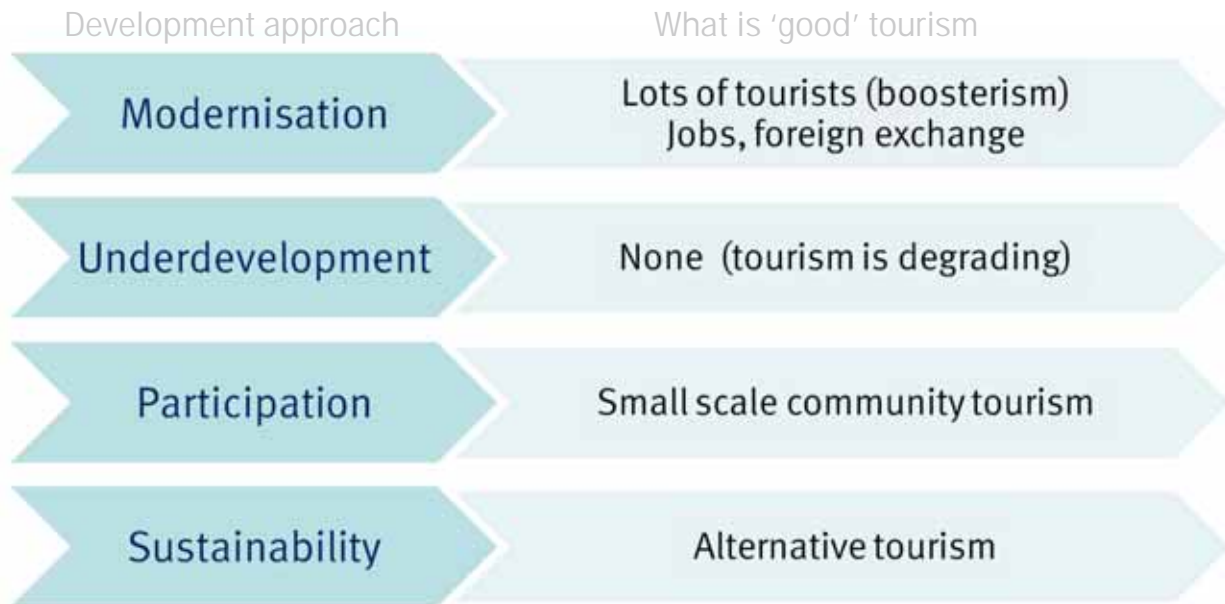 Development approach
What is ‘good’ tourism
Modernisation
Lots of tourists (boosterism)
Jobs, foreign exchange
Underdevelopment
None (tourism is degrading)
Participation
Small scale community tourism
Sustainability
Alternative tourism